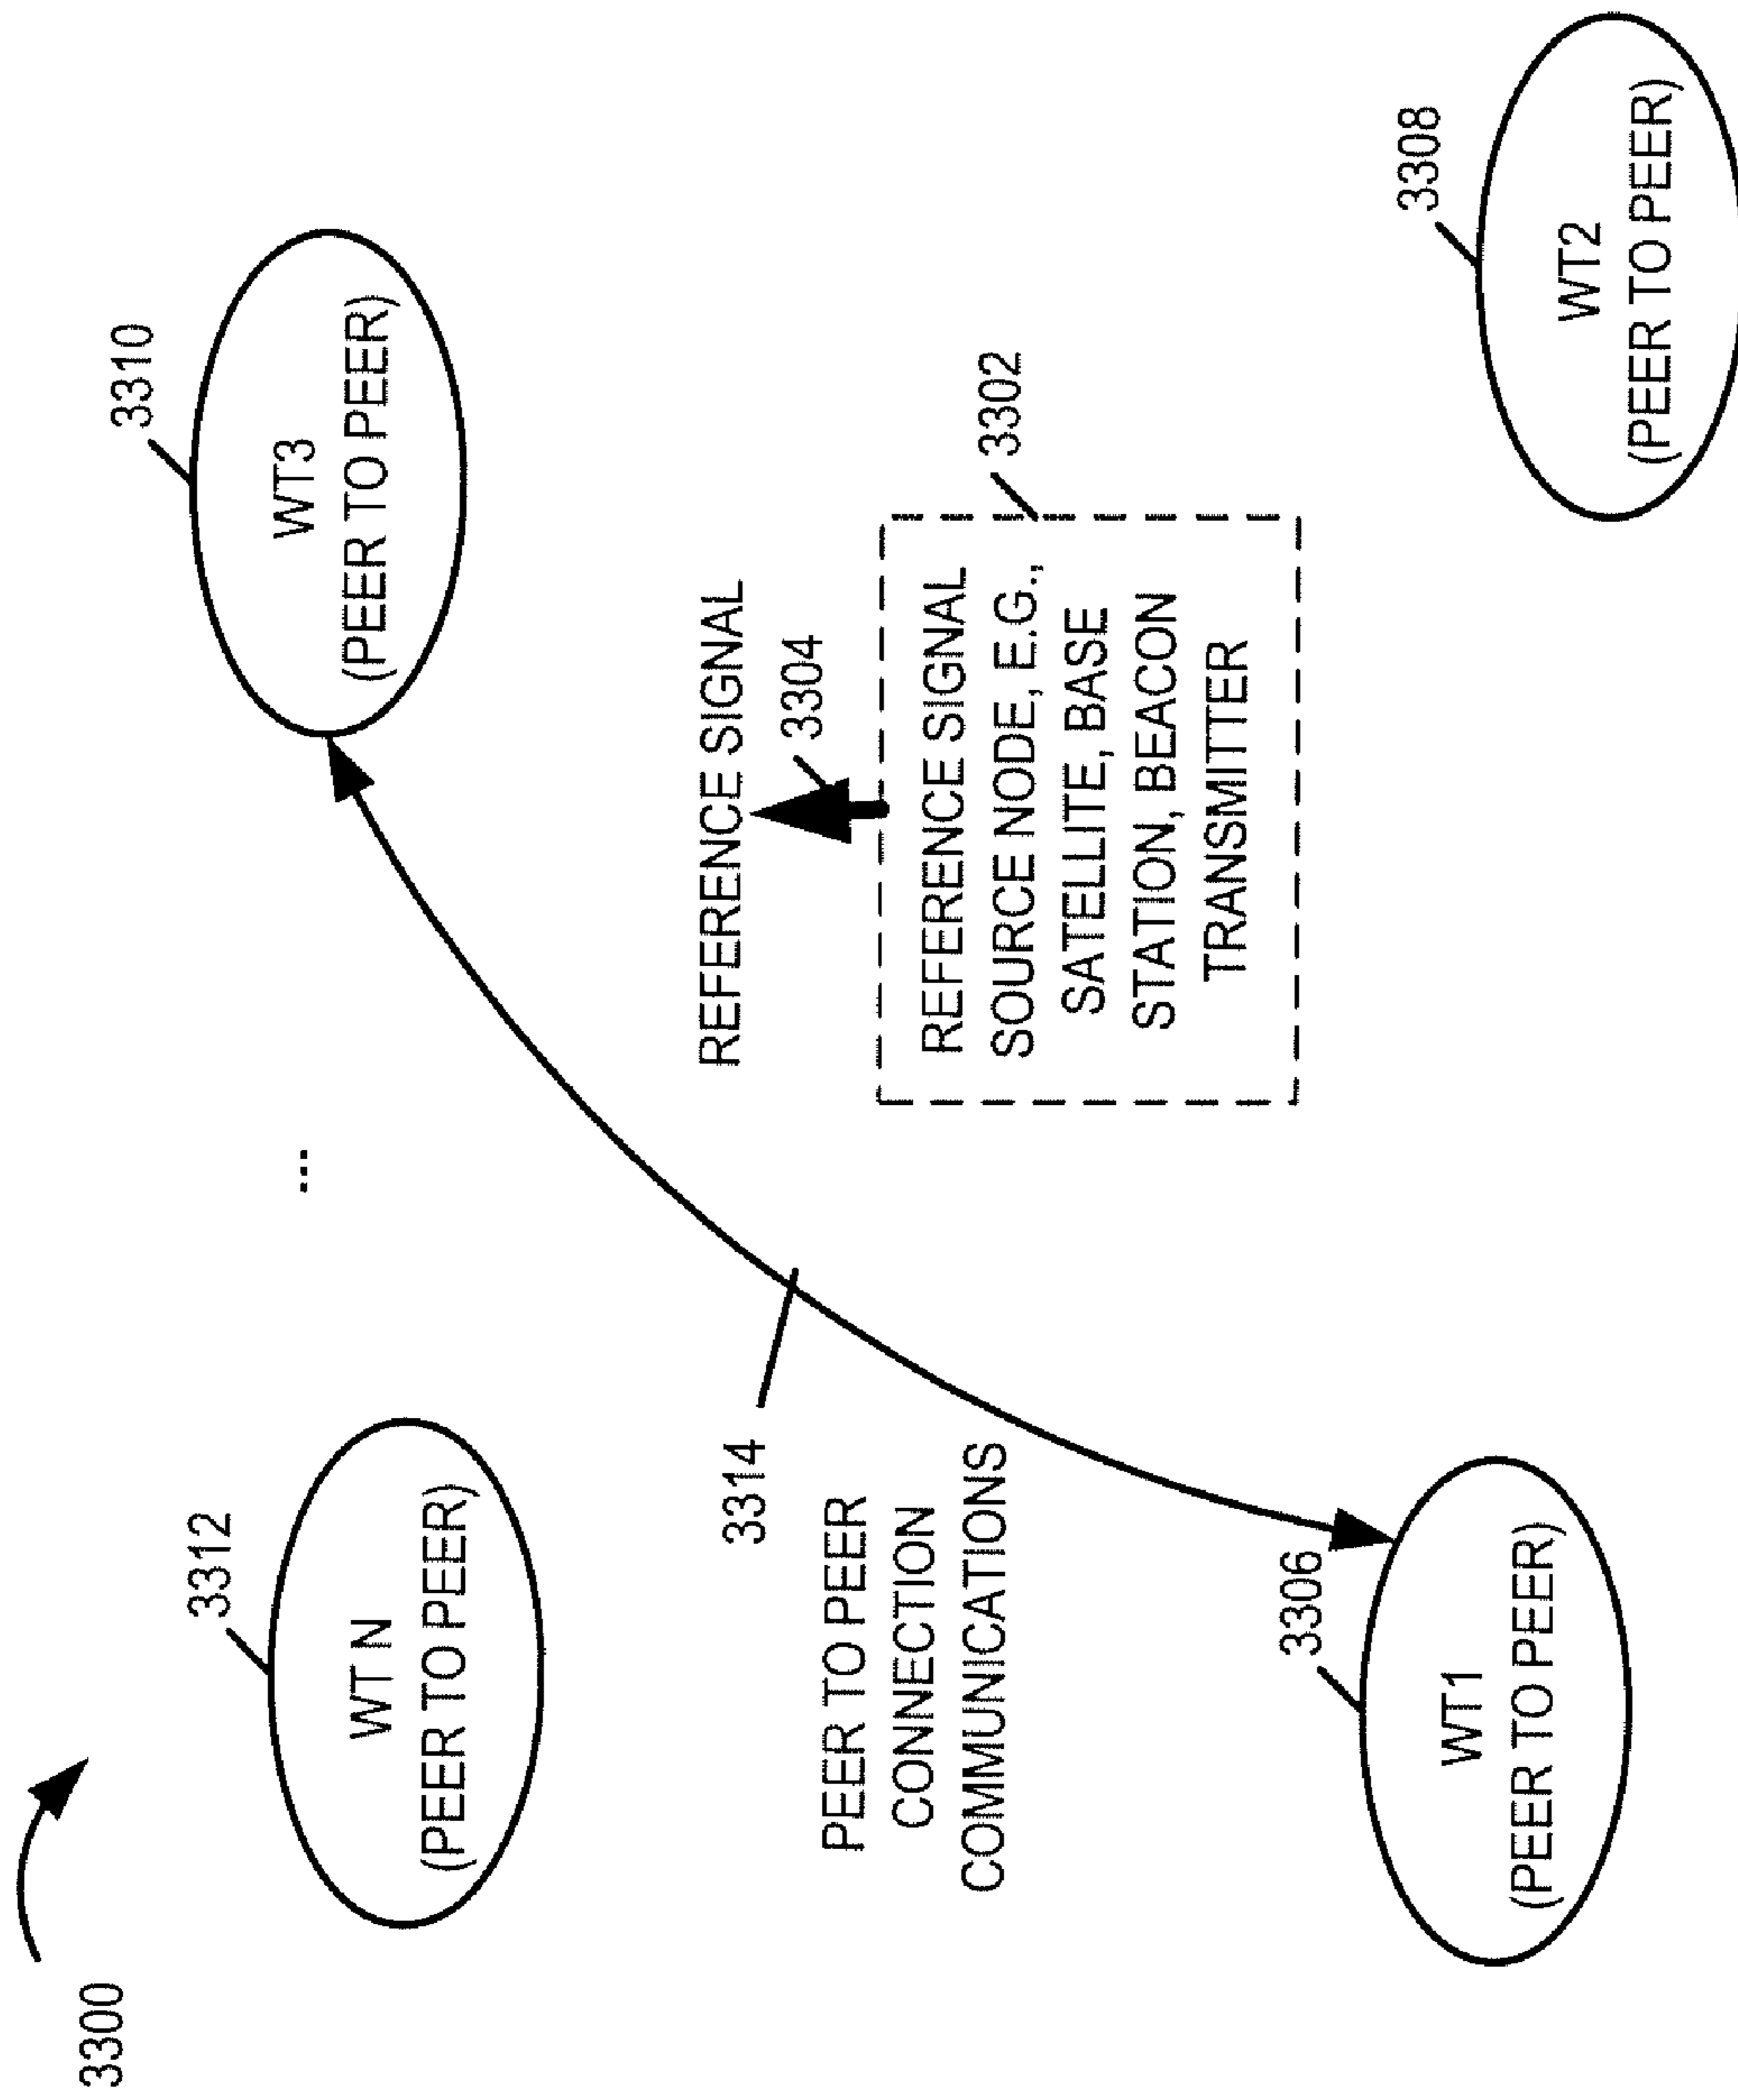 3300
3312
WT N
(PEER TO PEER)
...
3310
WT3
(PEER TO PEER)
3314
PEER TO PEER
CONNECTION
COMMUNICATIONS
REFERENCE SIGNAL
3304
3302
REFERENCE SIGNAL
SOURCE NODE, E.G.,
SATELLITE, BASE
STATION, BEACON
TRANSMITTER
3306
WT1
(PEER TO PEER)
3308
WT2
(PEER TO PEER)